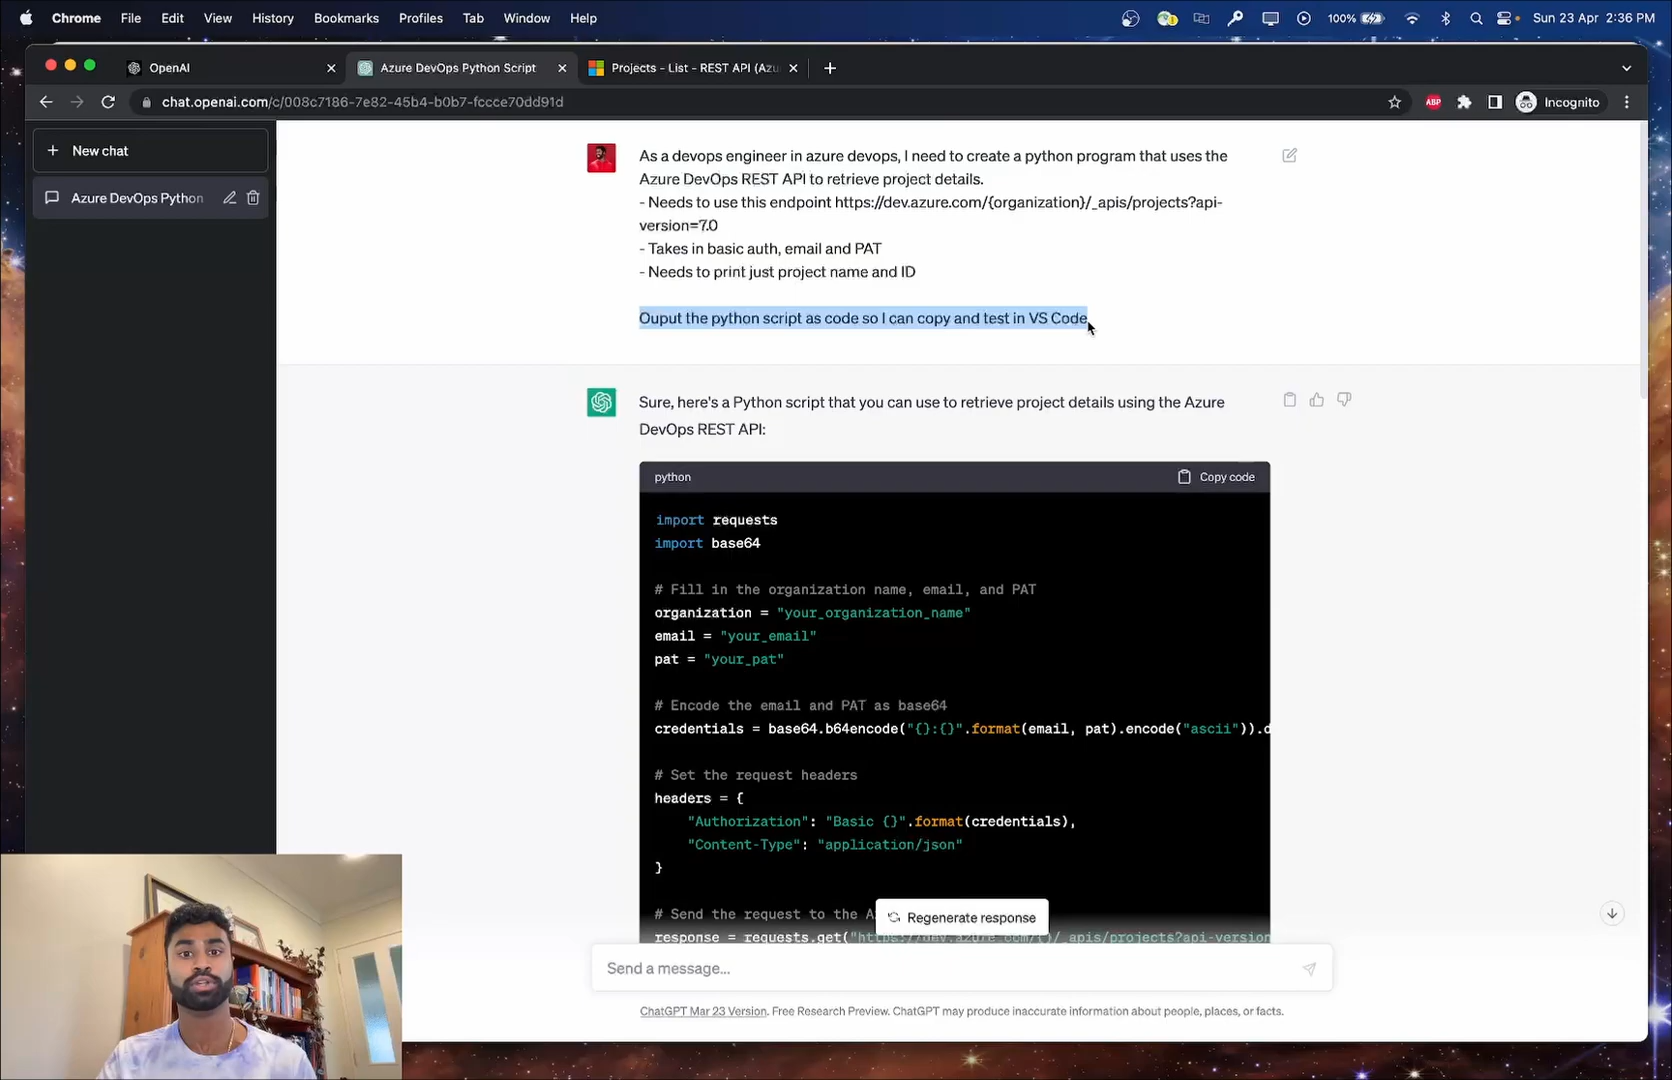 Chrome File Edit View History Bookmarks Profiles Tab Window Help 100% Sun 23 Apr 2:36 PM
OpenAI Azure DevOps Python Script Projects - List - REST API (Azu
chat.openai.com/c/008c7186-7e82-45b4-b0b7-fccce70dd91d ABP Incognito
New chat
Azure DevOps Python
As a devops engineer in azure devops, I need to create a python program that uses the
Azure DevOps REST API to retrieve project details.
- Needs to use this endpoint https://dev.azure.com/{organization}/_apis/projects?api-
version=7.0
- Takes in basic auth, email and PAT
- Needs to print just project name and ID
Ouput the python script as code so I can copy and test in VS Code
Sure, here's a Python script that you can use to retrieve project details using the Azure
DevOps REST API:
python Copy code
import requests
import base64
# Fill in the organization name, email, and PAT
organization = "your_organization_name"
email = "your_email"
pat = "your_pat"
# Encode the email and PAT as base64
credentials = base64.b64encode("{}:{}".format(email, pat).encode("ascii")).d
# Set the request headers
headers = {
"Authorization": "Basic {}".format(credentials),
"Content-Type": "application/json"
}
# Send the request to the A
Regenerate response
response = requests.get("https://dev.azure.com/{}/_apis/projects?api-version
Send a message...
ChatGPT Mar 23 Version. Free Research Preview. ChatGPT may produce inaccurate information about people, places, or facts.